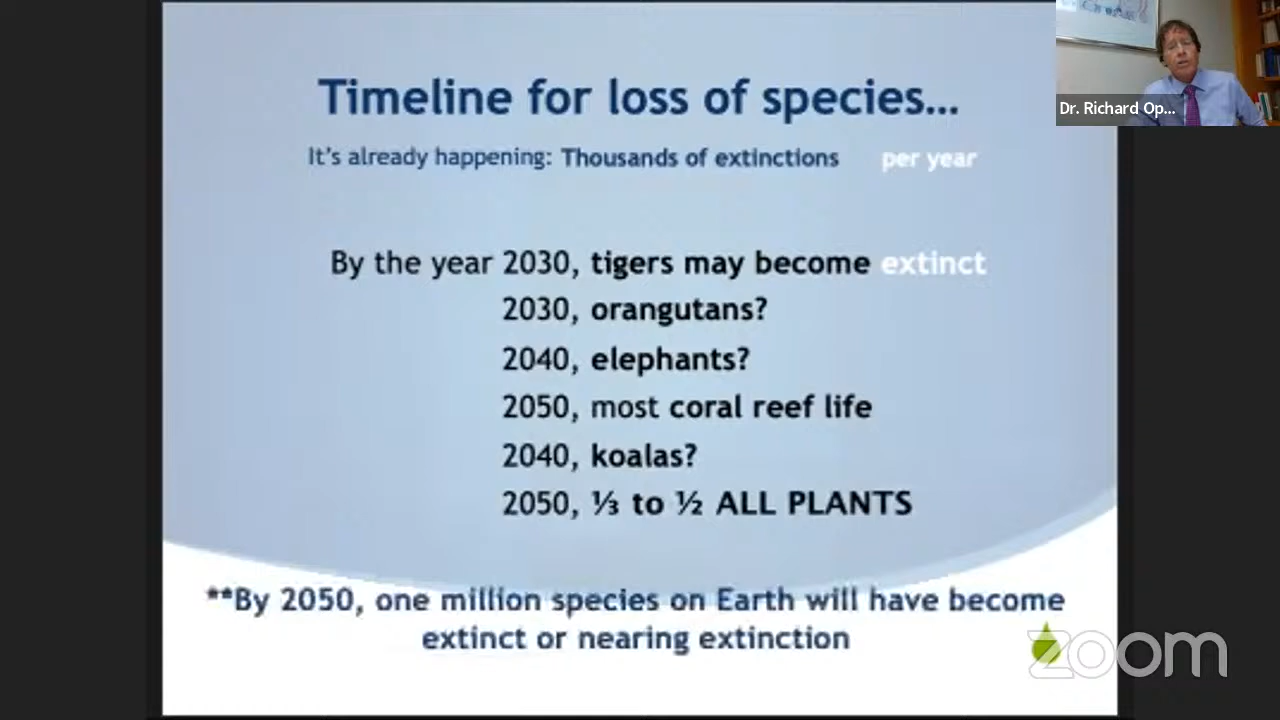 Timeline for loss of species...
It's already happening: Thousands of extinctions per year
By the year 2030, tigers may become extinct
2030, orangutans?
2040, elephants?
2050, most coral reef life
2040, koalas?
2050, ⅓ to ½ ALL PLANTS
**By 2050, one million species on Earth will have become
extinct or nearing extinction
Dr. Richard Op...
zoom